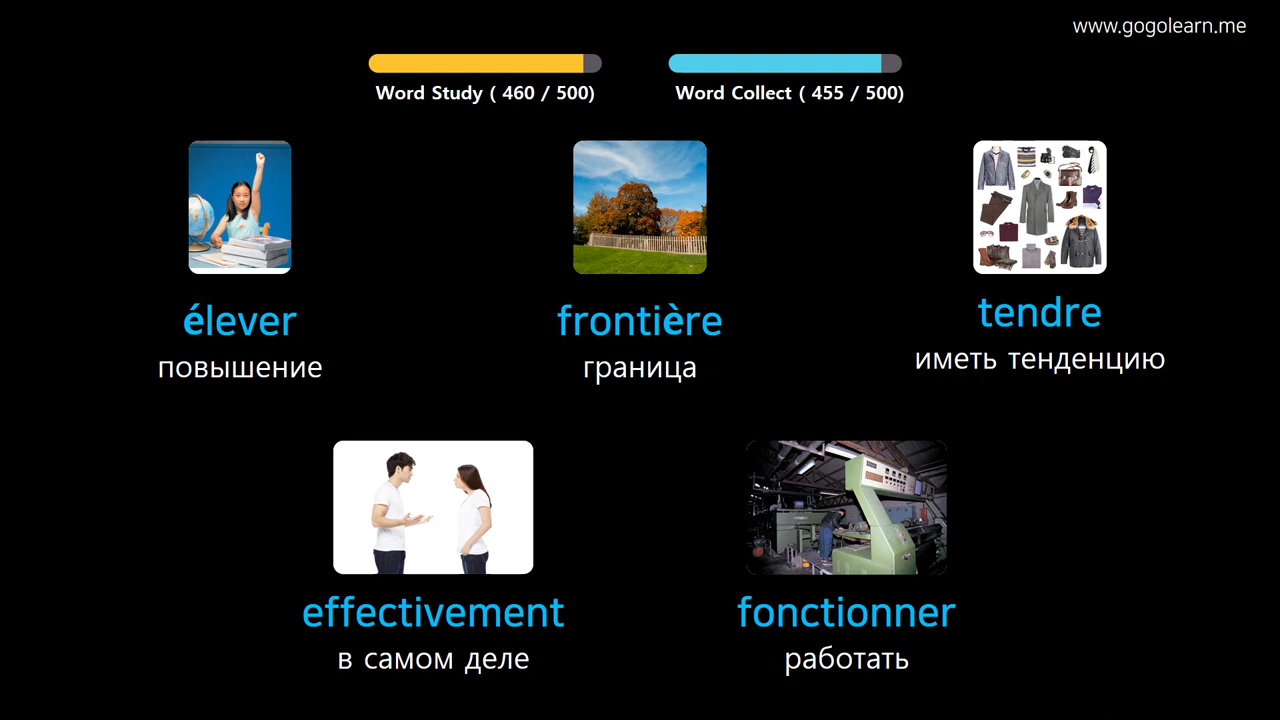 www.gogolearn.me
Word Study ( 460 / 500)
Word Collect ( 455 / 500)
élever
повышение
frontière
граница
tendre
иметь тенденцию
effectivement
в самом деле
fonctionner
работать